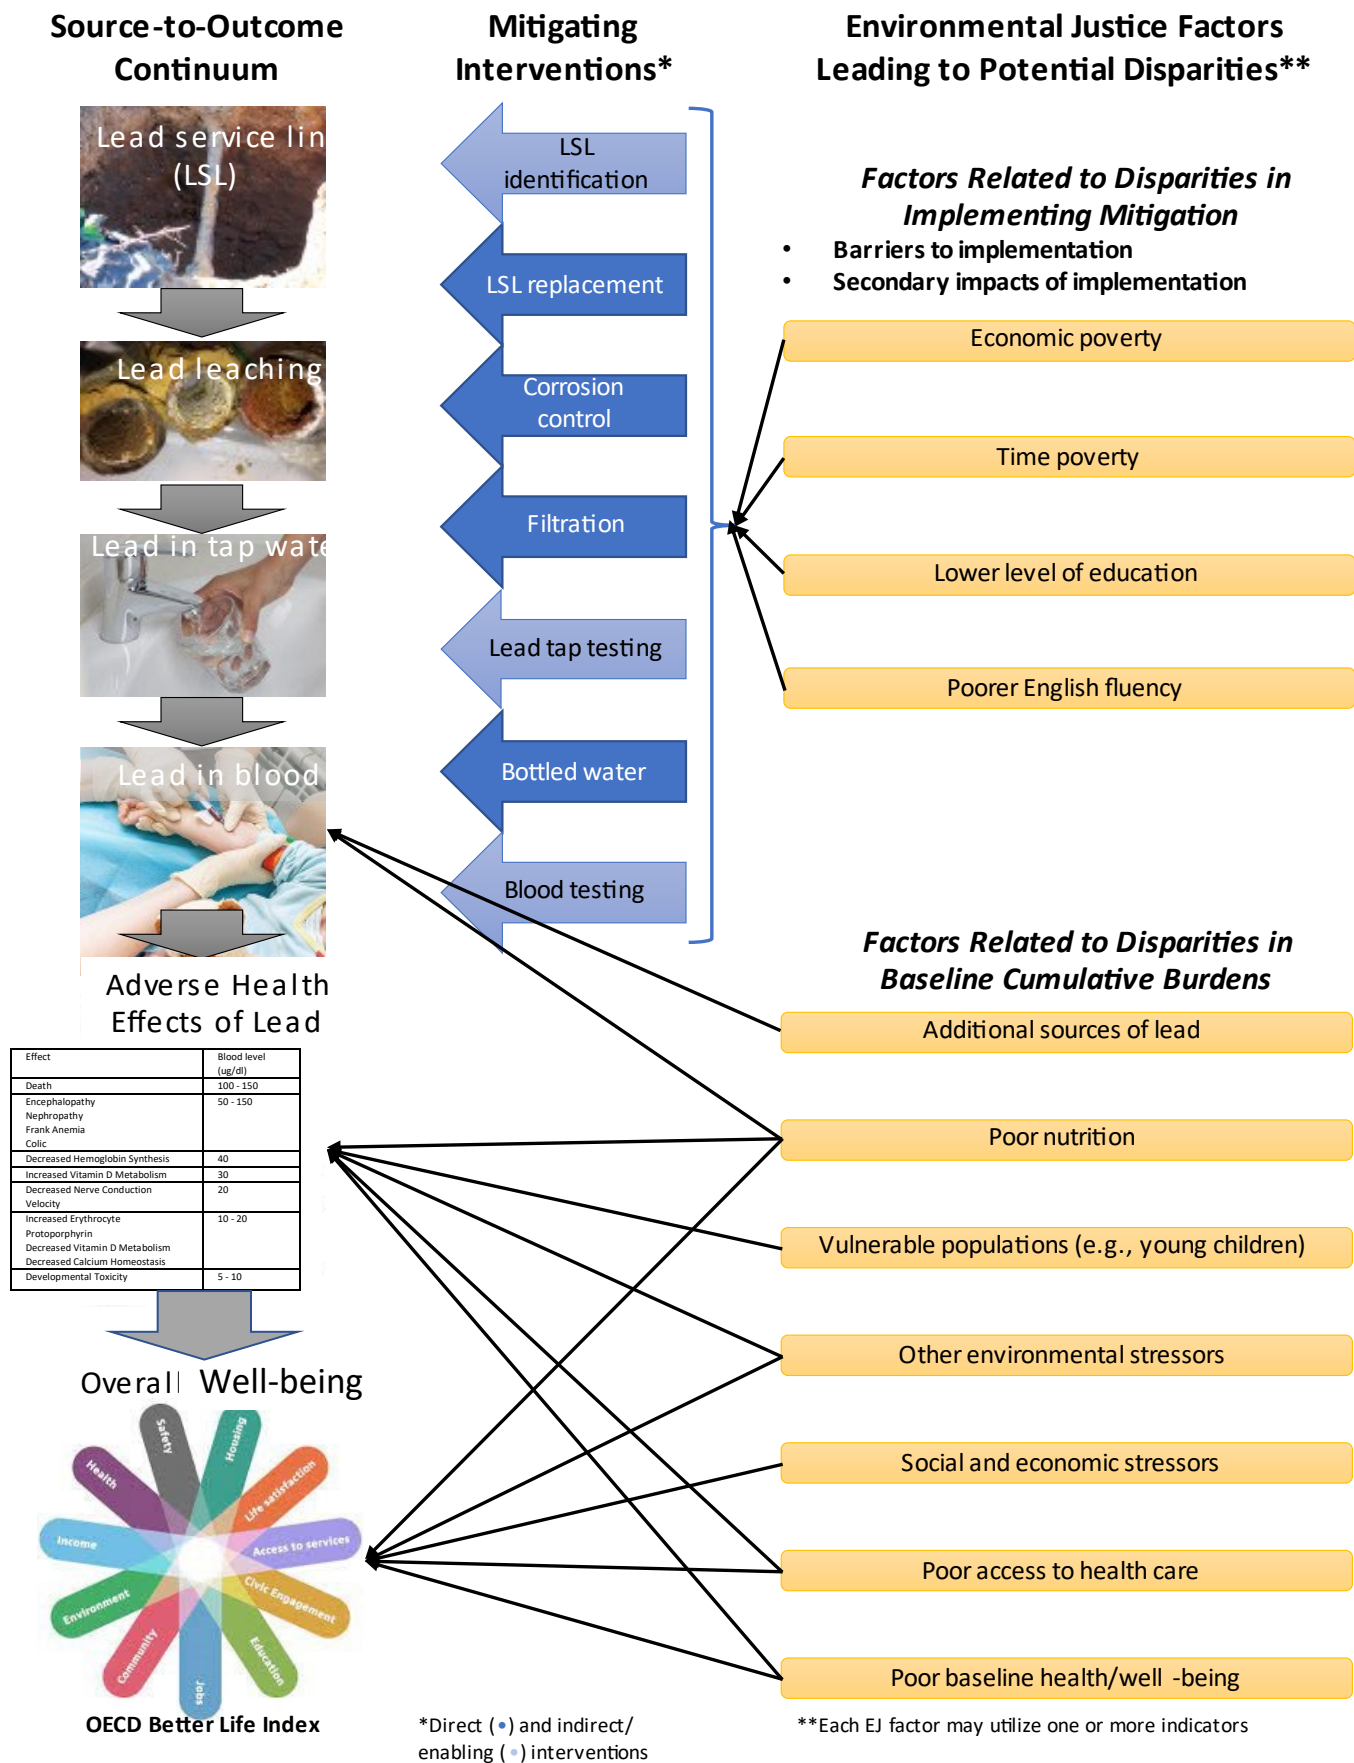 Source-to-Outcome
Continuum
Mitigating
Interventions*
Environmental Justice Factors
Leading to Potential Disparities**
Lead service lin
(LSL)
Lead leaching
Lead in tap wate
Lead in blood
Adverse Health
Effects of Lead
Effect
Blood level
(ug/dl)
Death
100 - 150
Encephalopathy
50 - 150
Nephropathy
Frank Anemia
Colic
Decreased Hemoglobin Synthesis
40
Increased Vitamin D Metabolism
30
Decreased Nerve Conduction
20
Velocity
Increased Erythrocyte
10 - 20
Protoporphyrin
Decreased Vitamin D Metabolism
Decreased Calcium Homeostasis
Developmental Toxicity
5 - 10
Overall Well-being
Safety
Housing
Health
Life satisfaction
Income
Access to services
Environment
Civic Engagement
Community
Education
Jobs
OECD Better Life Index
LSL
identification
LSL replacement
Corrosion
control
Filtration
Lead tap testing
Bottled water
Blood testing
*Direct (•) and indirect/
enabling (•) interventions
Factors Related to Disparities in
Implementing Mitigation
• Barriers to implementation
• Secondary impacts of implementation
Economic poverty
Time poverty
Lower level of education
Poorer English fluency
Factors Related to Disparities in
Baseline Cumulative Burdens
Additional sources of lead
Poor nutrition
Vulnerable populations (e.g., young children)
Other environmental stressors
Social and economic stressors
Poor access to health care
Poor baseline health/well -being
**Each EJ factor may utilize one or more indicators